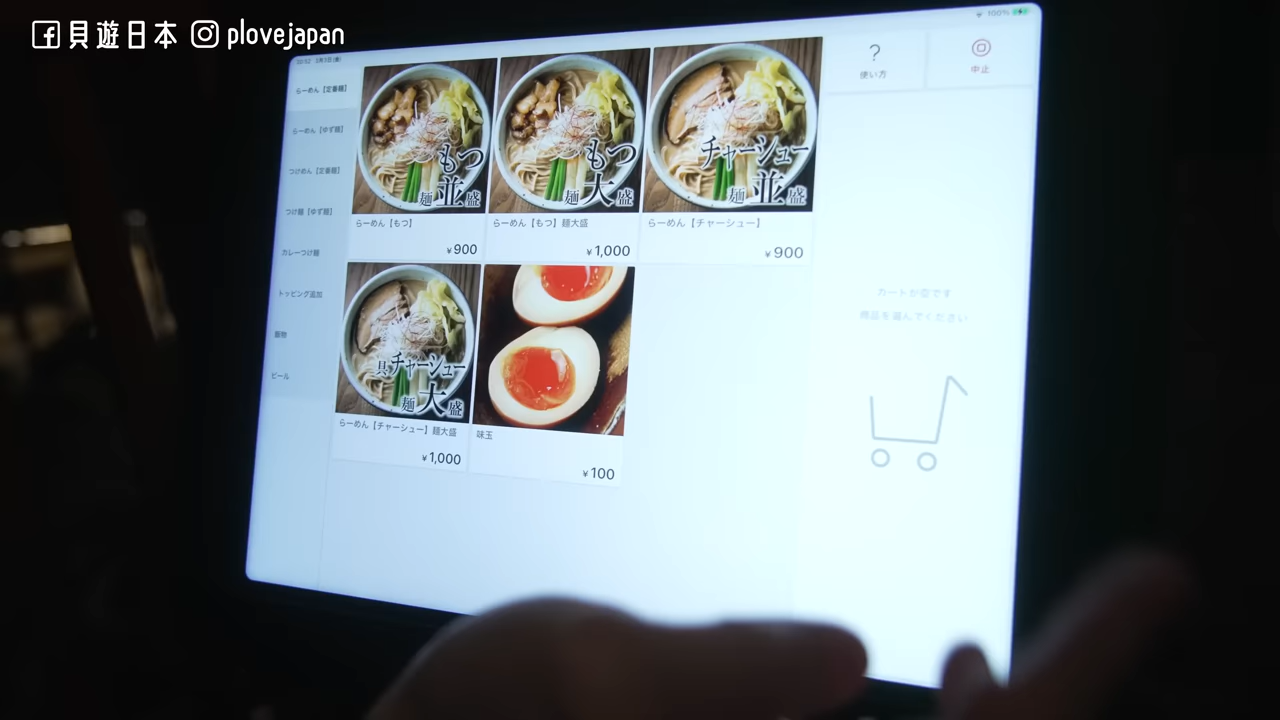 貝遊日本 plovejapan
100%
らーめん【定番麺】
らーめん【ゆず麺】
つけめん【定番麺】
つけ麺【ゆず麺】
カレーつけ麺
トッピング追加
飯物
ビール
もつ
麺並盛
らーめん【もつ】
¥900
もつ
麺大盛
らーめん【もつ】麺大盛
¥1,000
チャーシュー
麺並盛
らーめん【チャーシュー】
¥900
具チャーシュー
麺大盛
らーめん【チャーシュー】麺大盛
¥1,000
味玉
¥100
?
使い方
中止
カートが空です
商品を選んでください